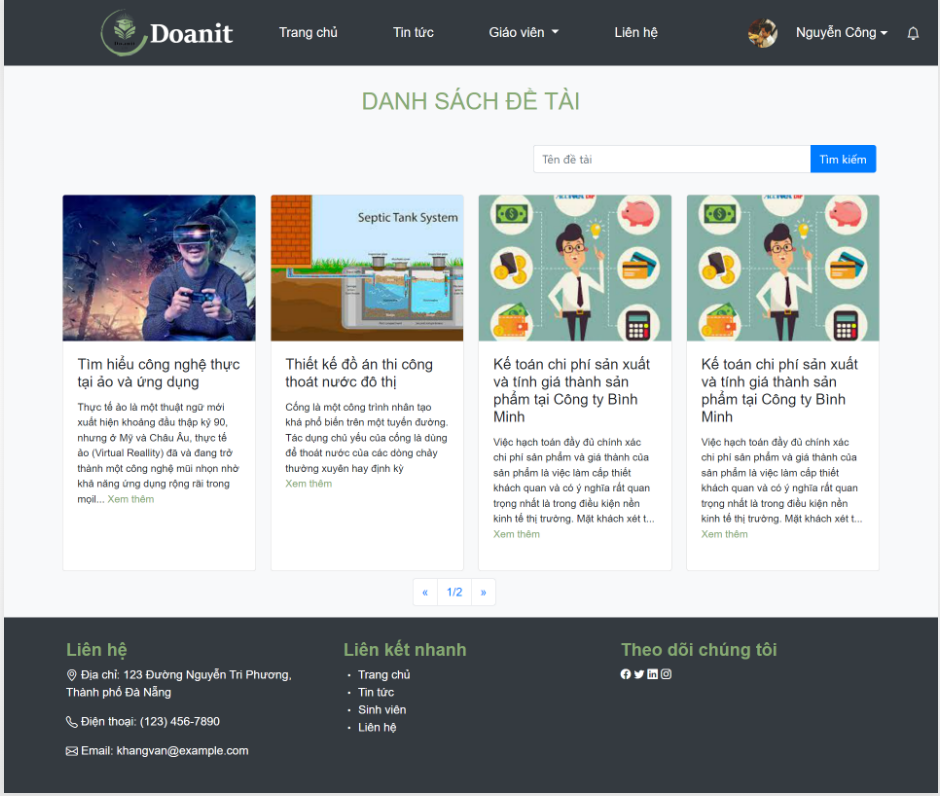 Doanit
Trang chủ
Tin tức
Giáo viên
Liên hệ
Nguyễn Công
DANH SÁCH ĐỀ TÀI
Tên đề tài
Tìm kiếm
Septic Tank System
Tìm hiểu công nghệ thực
tại ảo và ứng dụng
Thực tế ảo là một thuật ngữ mới
xuất hiện khoảng đầu thập kỷ 90,
nhưng ở Mỹ và Châu Âu, thực tế
ảo (Virtual Reallity) đã và đang trở
thành một công nghệ mũi nhọn nhờ
khả năng ứng dụng rộng rãi trong
mọil... Xem thêm
Thiết kế đồ án thi công
thoát nước đô thị
Cống là một công trình nhân tạo
khá phổ biến trên một tuyến đường.
Tác dụng chủ yếu của cống là dùng
để thoát nước của các dòng chảy
thường xuyên hay định kỳ
Xem thêm
Kế toán chi phí sản xuất
và tính giá thành sản
phẩm tại Công ty Bình
Minh
Việc hạch toán đầy đủ chính xác
chi phí sản phẩm và giá thành của
sản phẩm là việc làm cấp thiết
khách quan và có ý nghĩa rất quan
trọng nhất là trong điều kiện nền
kinh tế thị trường. Mặt khách xét t...
Xem thêm
Kế toán chi phí sản xuất
và tính giá thành sản
phẩm tại Công ty Bình
Minh
Việc hạch toán đầy đủ chính xác
chi phí sản phẩm và giá thành của
sản phẩm là việc làm cấp thiết
khách quan và có ý nghĩa rất quan
trọng nhất là trong điều kiện nền
kinh tế thị trường. Mặt khách xét t...
Xem thêm
« 1/2 »
Liên hệ
Địa chỉ: 123 Đường Nguyễn Tri Phương,
Thành phố Đà Nẵng
Điện thoại: (123) 456-7890
Email: khangvan@example.com
Liên kết nhanh
• Trang chủ
• Tin tức
• Sinh viên
• Liên hệ
Theo dõi chúng tôi